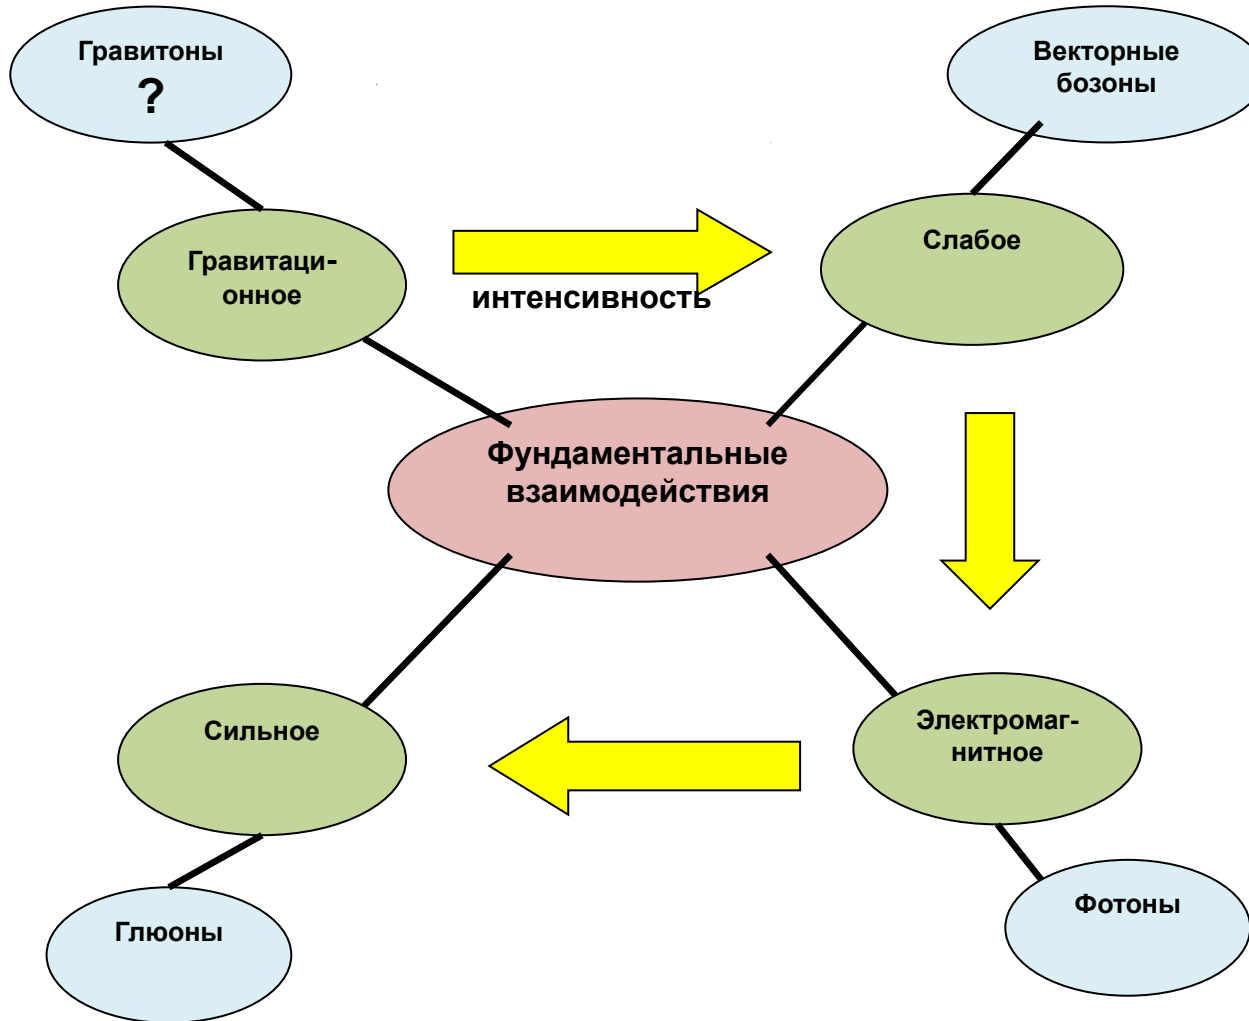 Гравитоны
?
Векторные
бозоны
Гравитаци-
онное
Слабое
интенсивность
Фундаментальные
взаимодействия
Сильное
Электромаг-
нитное
Глюоны
Фотоны